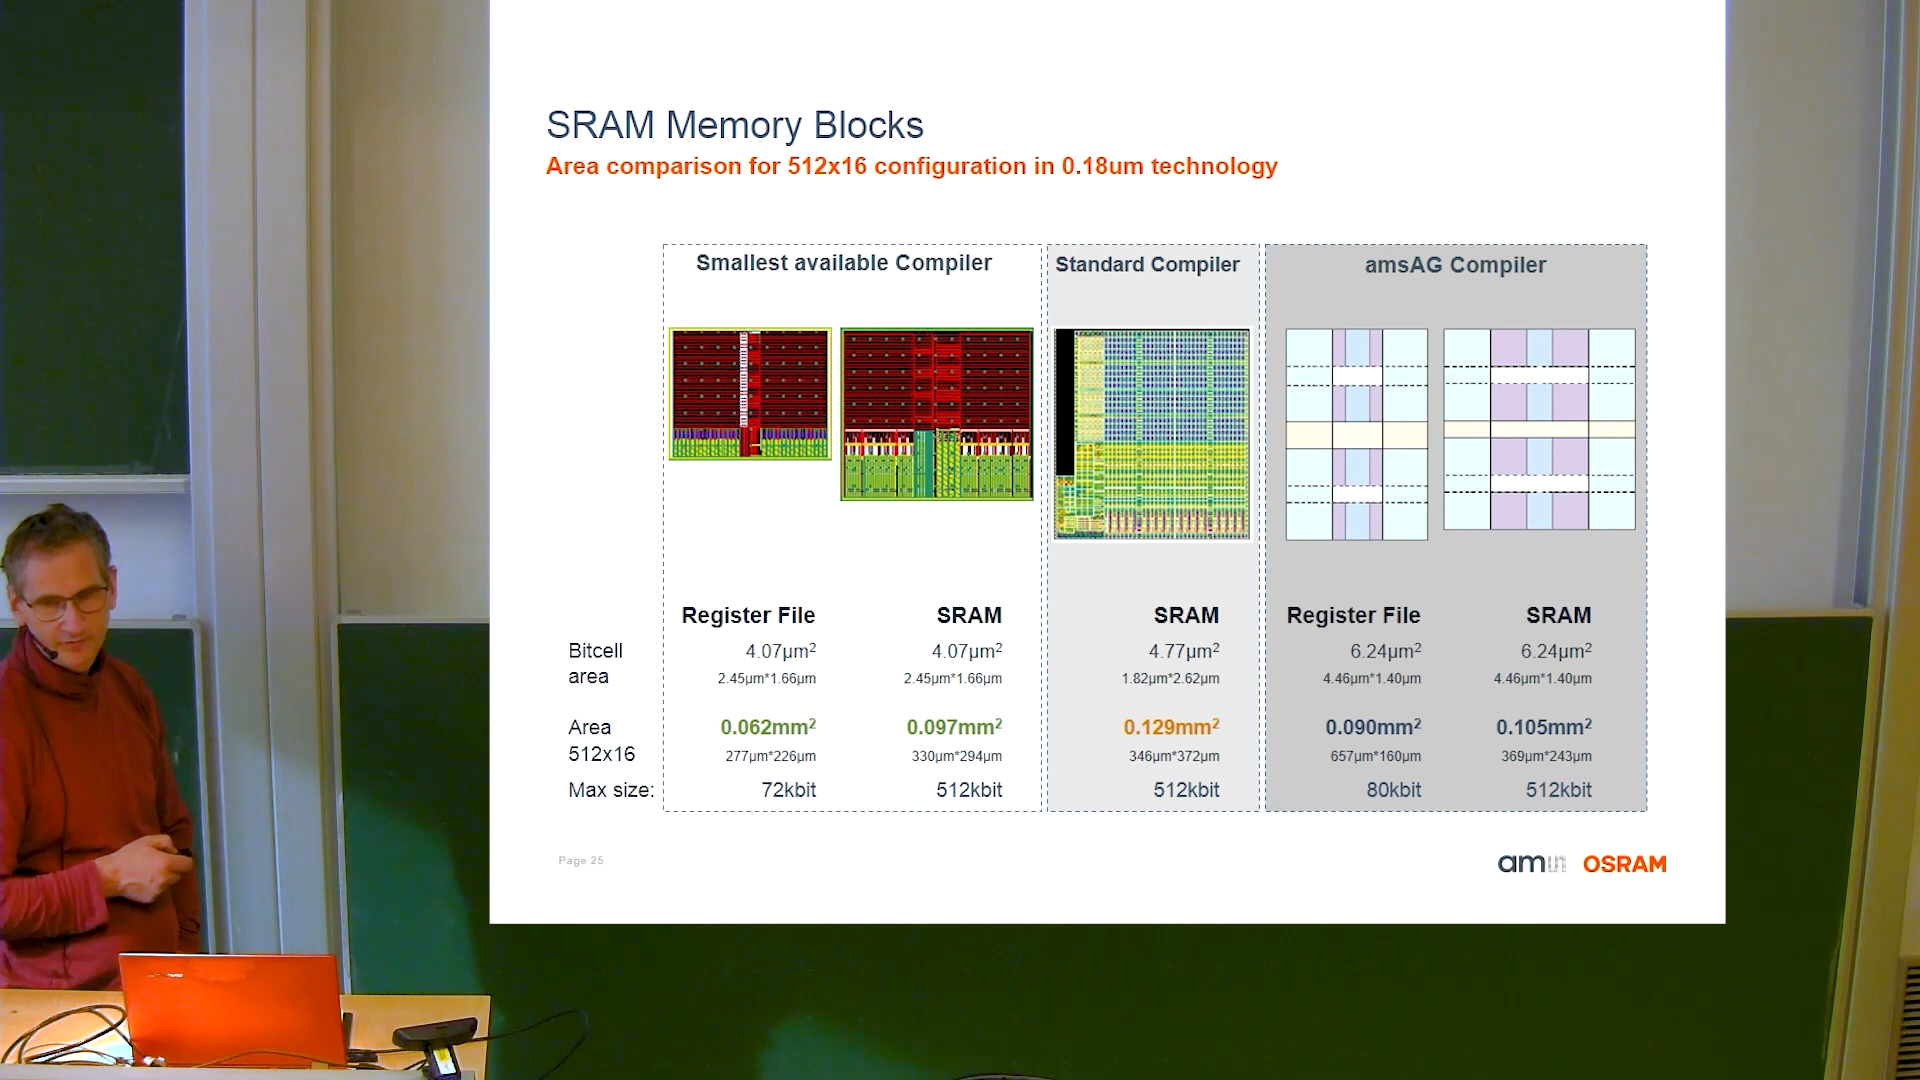 SRAM Memory Blocks
Area comparison for 512x16 configuration in 0.18um technology
Smallest available Compiler
Standard Compiler
amsAG Compiler
Register File SRAM SRAM Register File SRAM
Bitcell area 4.07µm² 4.07µm² 4.77µm² 6.24µm² 6.24µm²
2.45µm*1.66µm 2.45µm*1.66µm 1.82µm*2.62µm 4.46µm*1.40µm 4.46µm*1.40µm
Area 512x16 0.062mm² 0.097mm² 0.129mm² 0.090mm² 0.105mm²
277µm*226µm 330µm*294µm 346µm*372µm 657µm*160µm 369µm*243µm
Max size: 72kbit 512kbit 512kbit 80kbit 512kbit
Page 25
am OSRAM